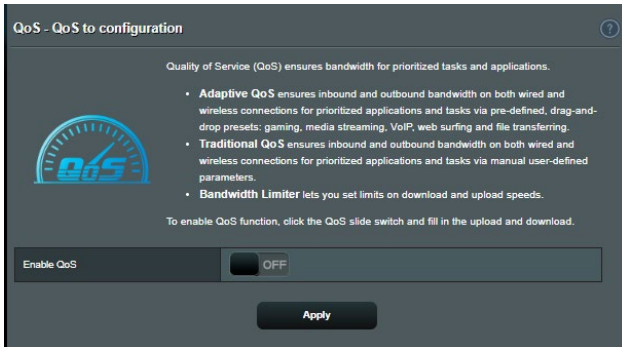 QoS - QoS to configuration
?
Quality of Service (QoS) ensures bandwidth for prioritized tasks and applications.
• Adaptive QoS ensures inbound and outbound bandwidth on both wired and
wireless connections for prioritized applications and tasks via pre-defined, drag-and-
drop presets: gaming, media streaming, VoIP, web surfing and file transferring.
• Traditional QoS ensures inbound and outbound bandwidth on both wired and
wireless connections for prioritized applications and tasks via manual user-defined
parameters.
• Bandwidth Limiter lets you set limits on download and upload speeds.
QoS
To enable QoS function, click the QoS slide switch and fill in the upload and download.
Enable QoS
OFF
Apply